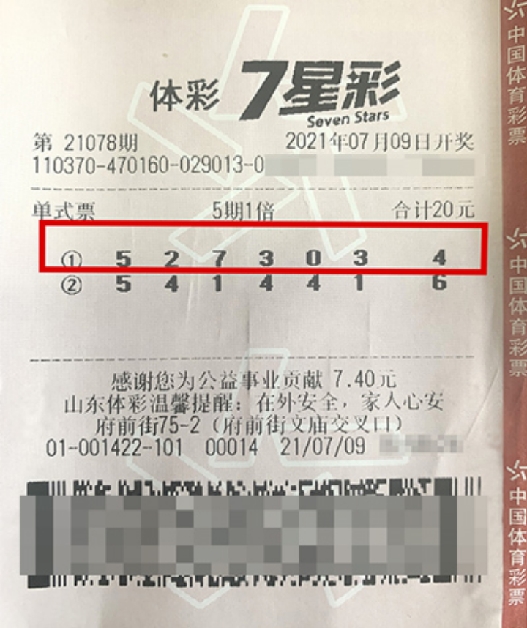 体彩 7星彩
Seven Stars
第 21078期 2021年07月09日开奖
110370-470160-029013-0
单式票 5期1倍 合计20元
① 5 2 7 3 0 3 4
② 5 4 1 4 4 1 6
感谢您为公益事业贡献 7.40元
山东体彩温馨提醒：在外安全，家人心安
府前街75-2（府前街文庙交叉口）
01-001422-101 00014 21/07/09
中国体育彩票
中国体育彩票
中国体育彩票